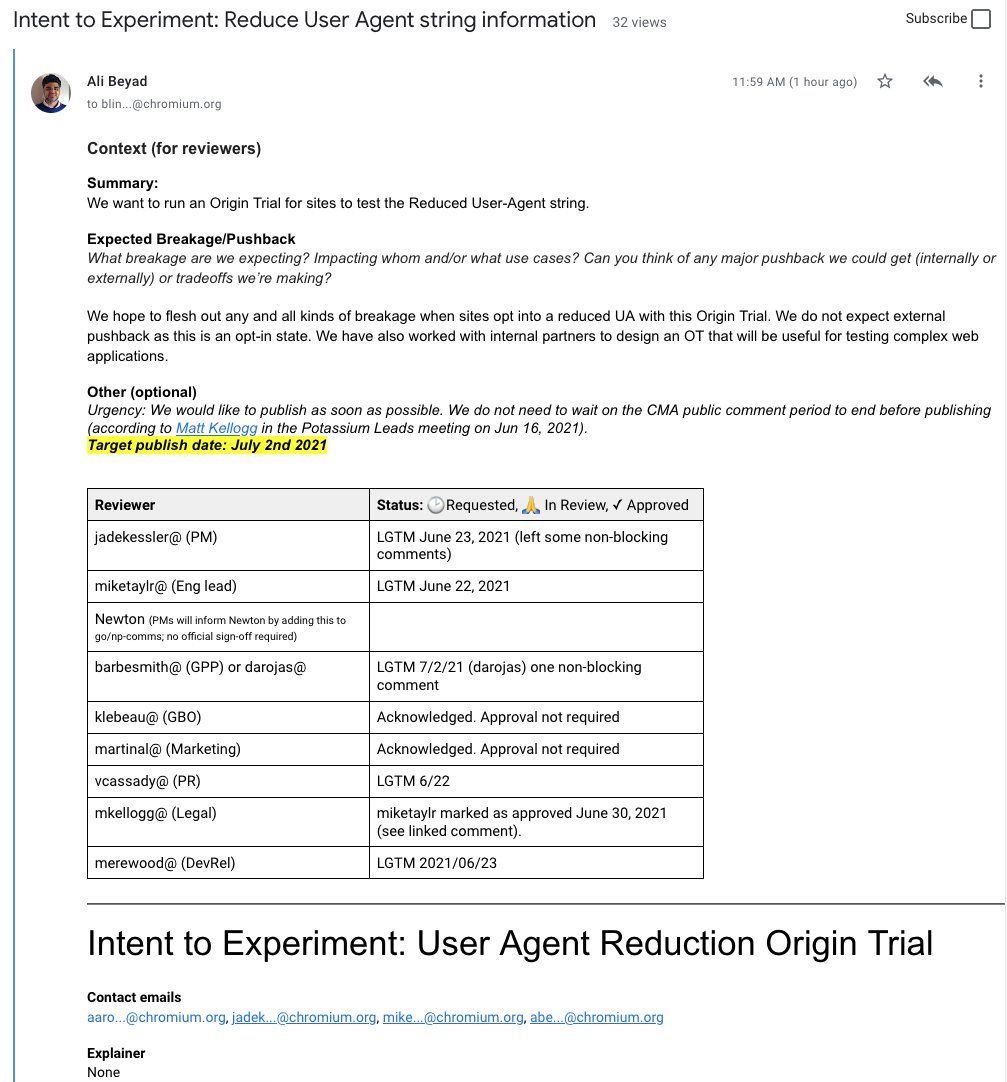 Intent to Experiment: Reduce User Agent string information 32 views
Subscribe
Ali Beyad
11:59 AM (1 hour ago)
to blin...@chromium.org
Context (for reviewers)
Summary:
We want to run an Origin Trial for sites to test the Reduced User-Agent string.
Expected Breakage/Pushback
What breakage are we expecting? Impacting whom and/or what use cases? Can you think of any major pushback we could get (internally or
externally) or tradeoffs we're making?
We hope to flesh out any and all kinds of breakage when sites opt into a reduced UA with this Origin Trial. We do not expect external
pushback as this is an opt-in state. We have also worked with internal partners to design an OT that will be useful for testing complex web
applications.
Other (optional)
Urgency: We would like to publish as soon as possible. We do not need to wait on the CMA public comment period to end before publishing
(according to Matt Kellogg in the Potassium Leads meeting on Jun 16, 2021).
Target publish date: July 2nd 2021
Reviewer
Status: 🕑Requested, 🙏 In Review, ✓ Approved
jadekessler@ (PM)
LGTM June 23, 2021 (left some non-blocking
comments)
miketaylr@ (Eng lead)
LGTM June 22, 2021
Newton (PMs will inform Newton by adding this to
go/np-comms; no official sign-off required)
barbesmith@ (GPP) or darojas@
LGTM 7/2/21 (darojas) one non-blocking
comment
klebeau@ (GBO)
Acknowledged. Approval not required
martinal@ (Marketing)
Acknowledged. Approval not required
vcassady@ (PR)
LGTM 6/22
mkellogg@ (Legal)
miketaylr marked as approved June 30, 2021
(see linked comment).
merewood@ (DevRel)
LGTM 2021/06/23
Intent to Experiment: User Agent Reduction Origin Trial
Contact emails
aaro...@chromium.org, jadek...@chromium.org, mike...@chromium.org, abe...@chromium.org
Explainer
None